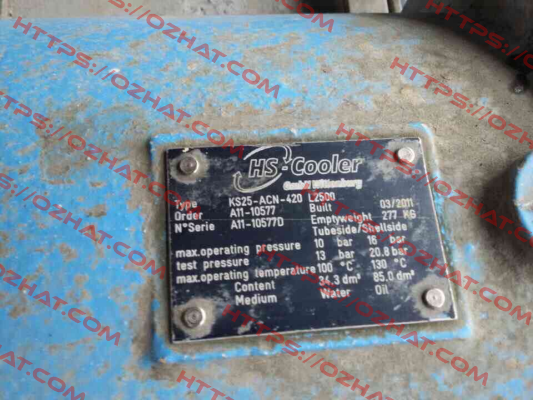 HS-Cooler
GmbH Wittenburg
Type KS25-ACN-420 L2500
Order A11-10577 Built 03/2011
N°Serie A11-10577D Emptyweight 277 KG
Tubeside/Shellside
max.operating pressure 10 bar 16 bar
test pressure 13 bar 20.8 bar
max.operating temperature 100 °C 130 °C
Content 34.3 dm³ 85.0 dm³
Medium Water Oil
HTTPS://OZHAT.COM